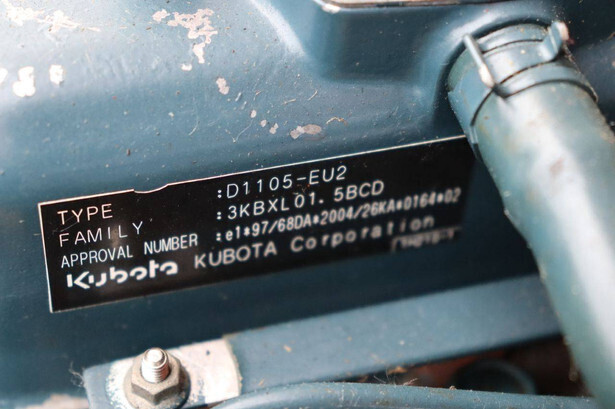 TYPE :D1105-EU2
FAMILY :3KBXL01.5BCD
APPROVAL NUMBER :e1*97/68DA*2004/26KA*0164*02
Kubota KUBOTA Corporation